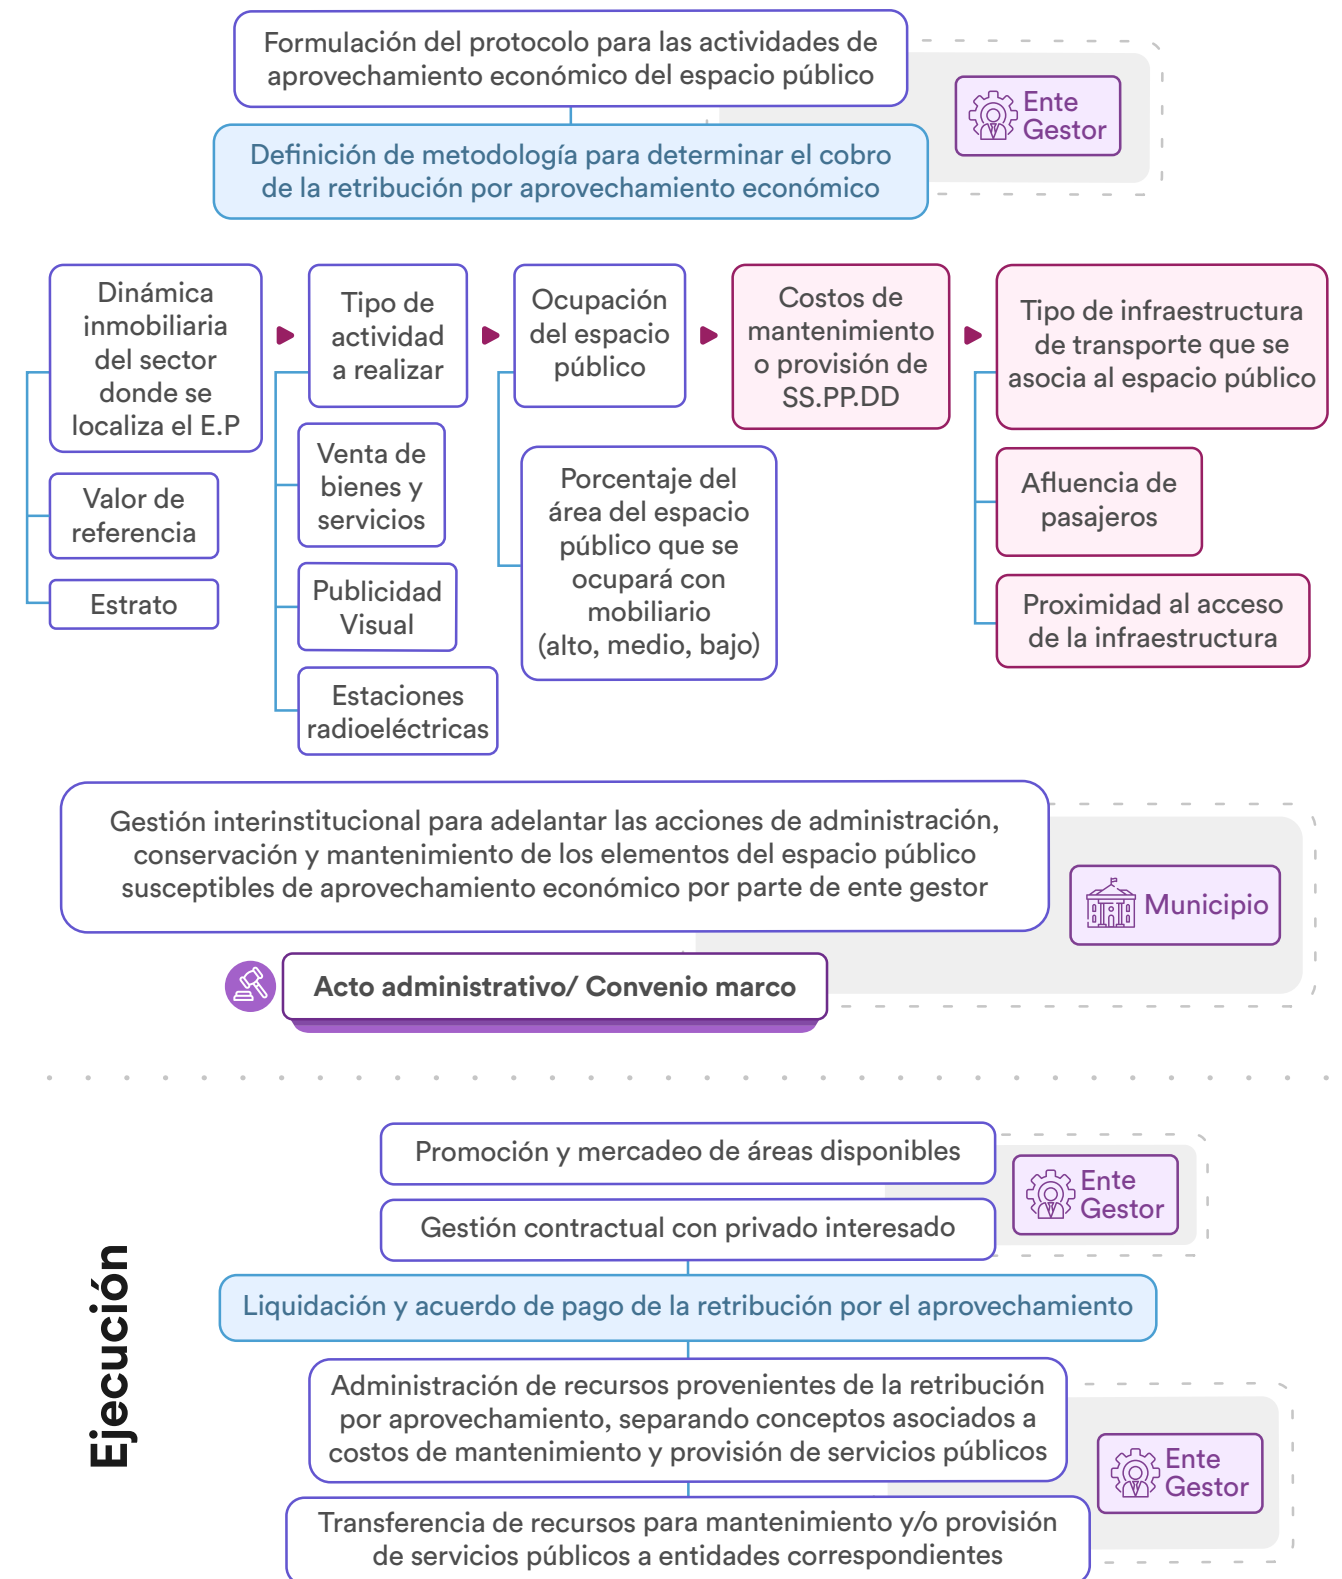 Formulación del protocolo para las actividades de
aprovechamiento económico del espacio público
Ente
Gestor
Definición de metodología para determinar el cobro
de la retribución por aprovechamiento económico
Dinámica
inmobiliaria
del sector
donde se
localiza el E.P
Valor de
referencia
Estrato
Tipo de
actividad
a realizar
Venta de
bienes y
servicios
Publicidad
Visual
Estaciones
radioeléctricas
Ocupación
del espacio
público
Porcentaje del
área del espacio
público que se
ocupará con
mobiliario
(alto, medio, bajo)
Costos de
mantenimiento
o provisión de
SS.PP.DD
Tipo de infraestructura
de transporte que se
asocia al espacio público
Afluencia de
pasajeros
Proximidad al acceso
de la infraestructura
Gestión interinstitucional para adelantar las acciones de administración,
conservación y mantenimiento de los elementos del espacio público
susceptibles de aprovechamiento económico por parte de ente gestor
Municipio
Acto administrativo/ Convenio marco
Ejecución
Promoción y mercadeo de áreas disponibles
Gestión contractual con privado interesado
Ente
Gestor
Liquidación y acuerdo de pago de la retribución por el aprovechamiento
Administración de recursos provenientes de la retribución
por aprovechamiento, separando conceptos asociados a
costos de mantenimiento y provisión de servicios públicos
Ente
Gestor
Transferencia de recursos para mantenimiento y/o provisión
de servicios públicos a entidades correspondientes